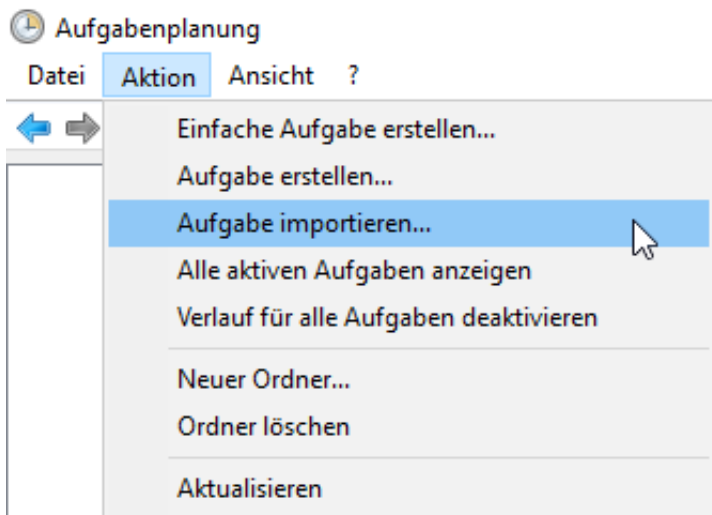 Aufgabenplanung
Datei Aktion Ansicht ?
Einfache Aufgabe erstellen...
Aufgabe erstellen...
Aufgabe importieren...
Alle aktiven Aufgaben anzeigen
Verlauf für alle Aufgaben deaktivieren
Neuer Ordner...
Ordner löschen
Aktualisieren